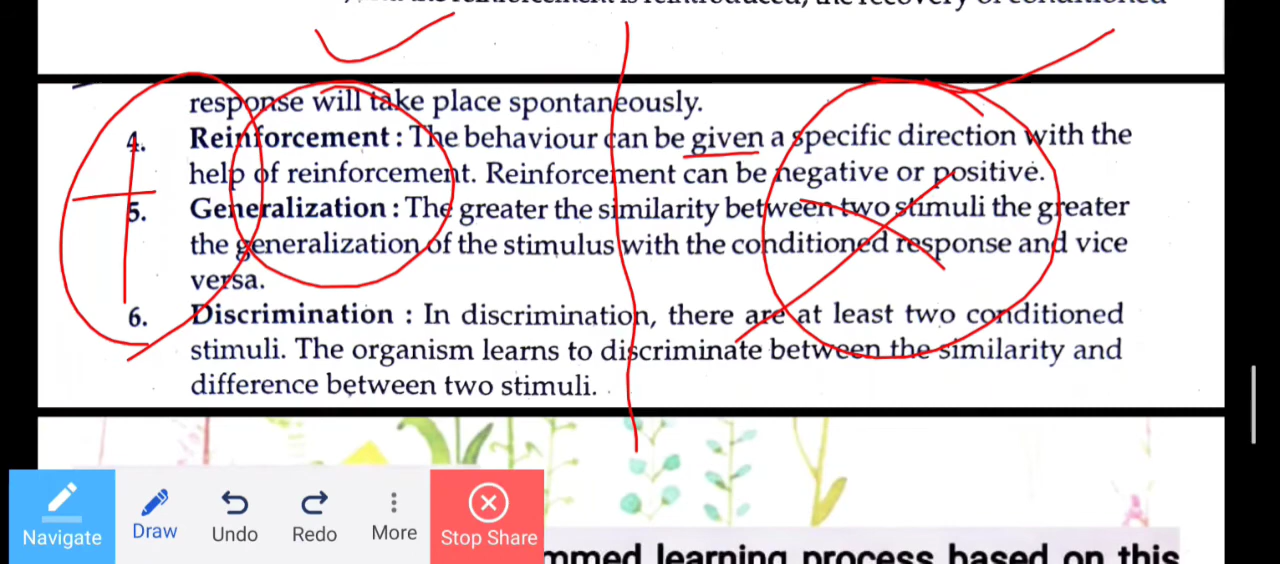 response will take place spontaneously.
4. Reinforcement : The behaviour can be given a specific direction with the
help of reinforcement. Reinforcement can be negative or positive.
5. Generalization : The greater the similarity between two stimuli the greater
the generalization of the stimulus with the conditioned response and vice
versa.
6. Discrimination : In discrimination, there are at least two conditioned
stimuli. The organism learns to discriminate between the similarity and
difference between two stimuli.
Navigate
Draw
Undo
Redo
More
Stop Share
learning process based on this